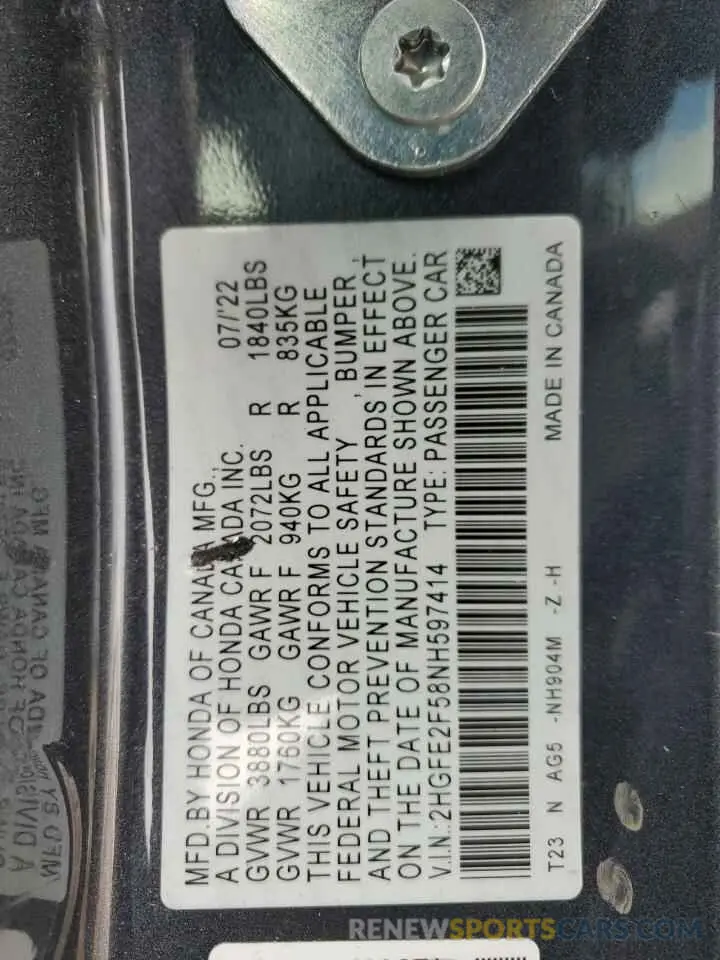 MFD.BY HONDA OF CANADA MFG., 07/'22
A DIVISION OF HONDA CANADA INC.
GVWR 3880LBS GAWR F 2072LBS R 1840LBS
GVWR 1760KG GAWR F 940KG R 835KG
THIS VEHICLE CONFORMS TO ALL APPLICABLE
FEDERAL MOTOR VEHICLE SAFETY , BUMPER ,
AND THEFT PREVENTION STANDARDS IN EFFECT
ON THE DATE OF MANUFACTURE SHOWN ABOVE.
V.I.N.:2HGFE2F58NH597414 TYPE: PASSENGER CAR
T23 N AG5 -NH904M -Z -H MADE IN CANADA
RENEWSPORTSCARS.COM